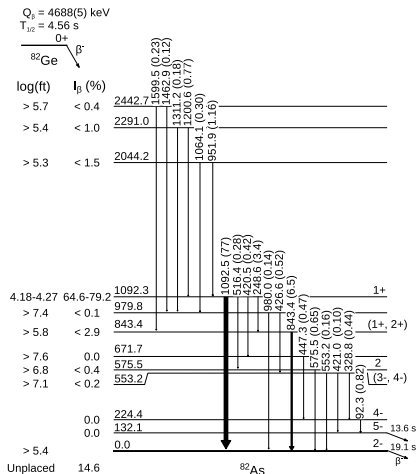 Qβ = 4688(5) keV
T1/2 = 4.56 s
0+
β-
82Ge
log(ft) Iβ (%)
1599.5 (0.23)
1462.9 (0.12)
1311.2 (0.18)
1200.6 (0.77)
1064.1 (0.30)
951.9 (1.16)
> 5.7 < 0.4 2442.7
> 5.4 < 1.0 2291.0
> 5.3 < 1.5 2044.2
1092.5 (77)
516.4 (0.28)
420.5 (0.42)
248.6 (3.4)
980.0 (0.14)
426.6 (0.52)
843.4 (6.5)
447.3 (0.47)
575.5 (0.65)
553.2 (0.16)
421.0 (0.10)
328.8 (0.44)
92.3 (0.82)
4.18-4.27 64.6-79.2 1092.3 1+
> 7.4 < 0.1 979.8
> 5.8 < 2.9 843.4 (1+, 2+)
> 7.6 0.0 671.7
> 6.8 < 0.4 575.5 2
> 7.1 < 0.2 553.2 (3-, 4-)
0.0 224.4 4-
0.0 132.1 5- 13.6 s
> 5.4 0.0 2- 19.1 s
Unplaced 14.6 82As β-